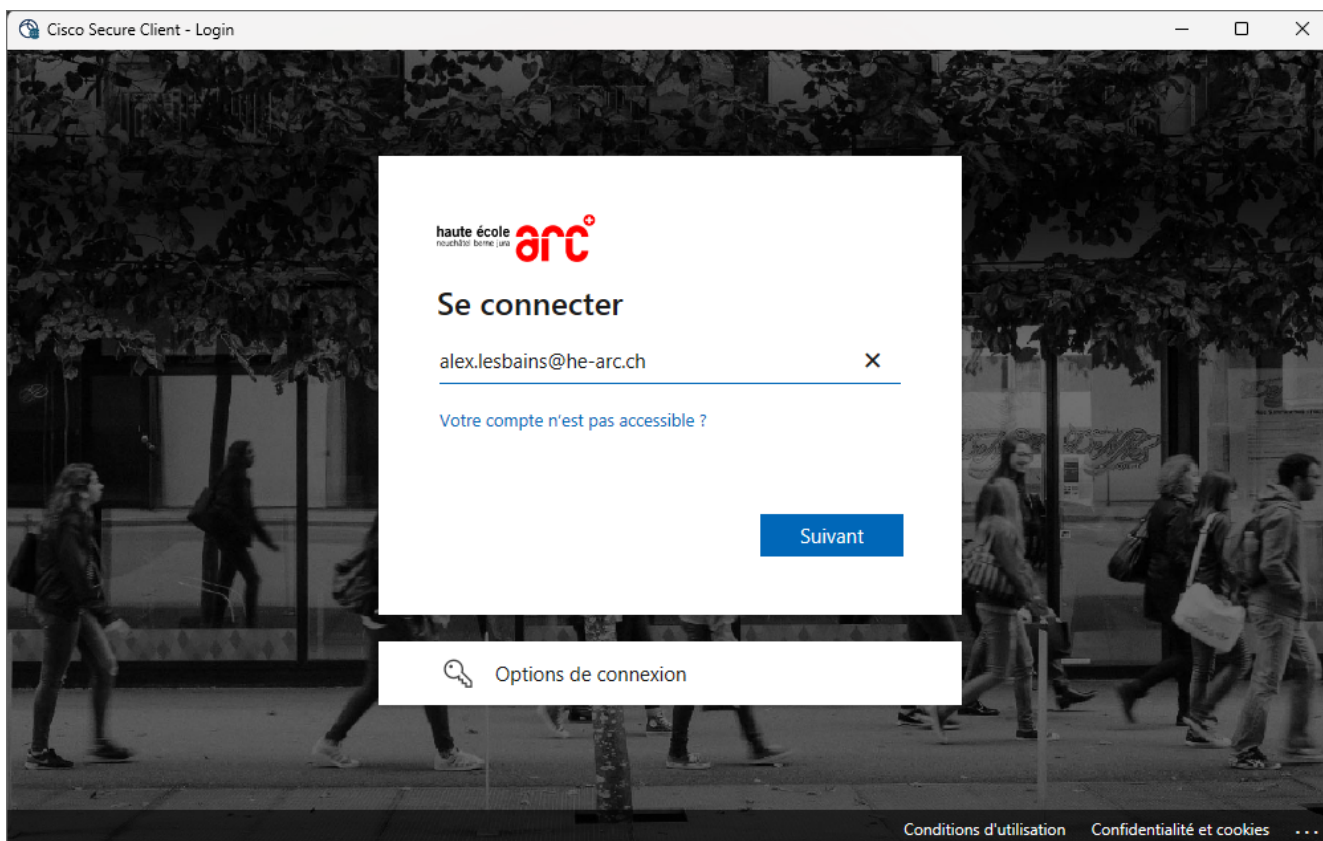 Cisco Secure Client - Login
haute école arc
neuchâtel berne jura
Se connecter
alex.lesbains@he-arc.ch
Votre compte n'est pas accessible ?
Suivant
Options de connexion
Conditions d'utilisation Confidentialité et cookies ...